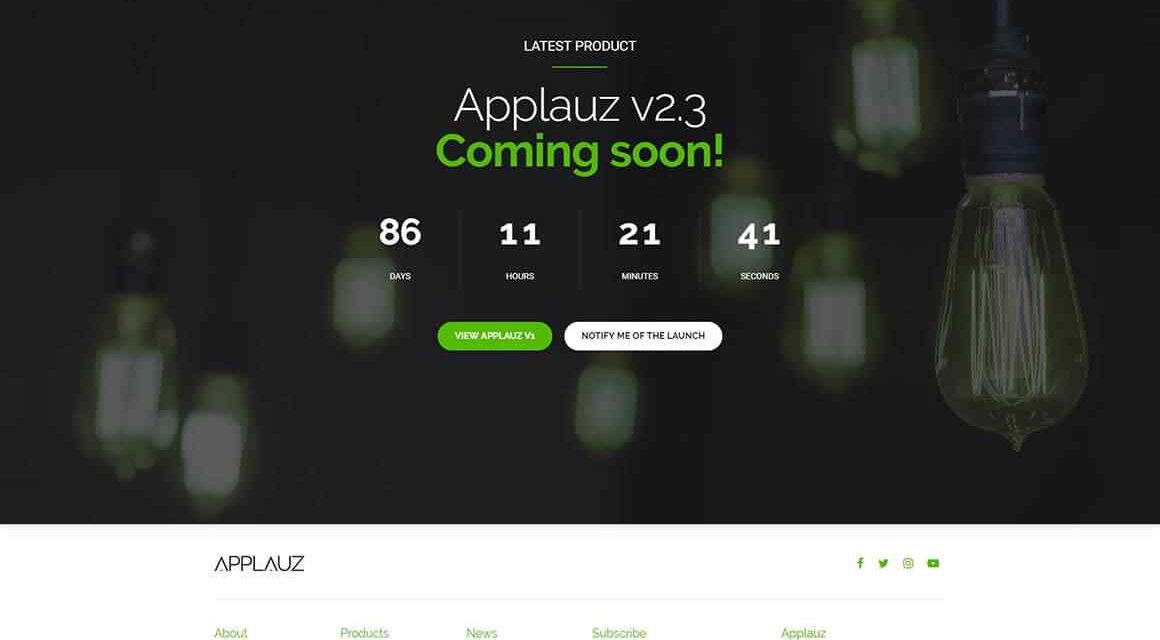 LATEST PRODUCT
Applauz v2.3
Coming soon!
86 11 21 41
DAYS HOURS MINUTES SECONDS
VIEW APPLAUZ V1 NOTIFY ME OF THE LAUNCH
APPLAUZ
About Products News Subscribe Applauz